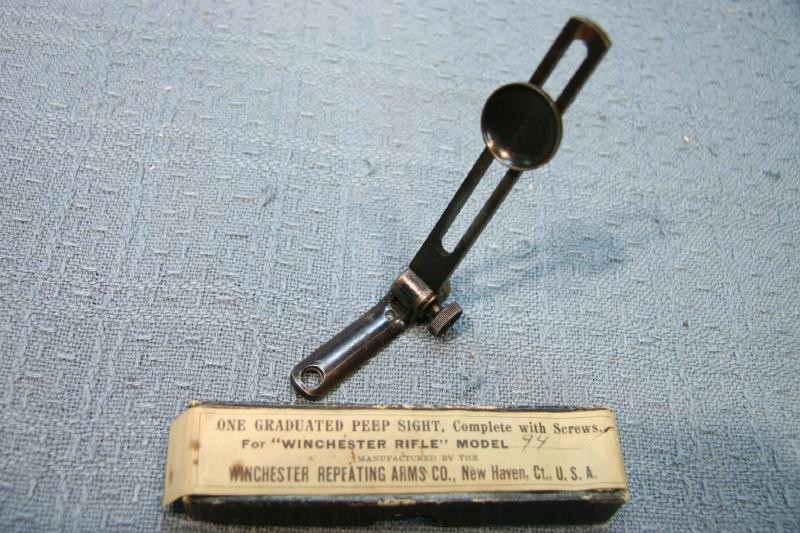 ONE GRADUATED PEEP SIGHT, Complete with Screws.
For "WINCHESTER RIFLE" MODEL 94
MANUFACTURED BY THE
WINCHESTER REPEATING ARMS CO., New Haven, Ct., U. S. A.